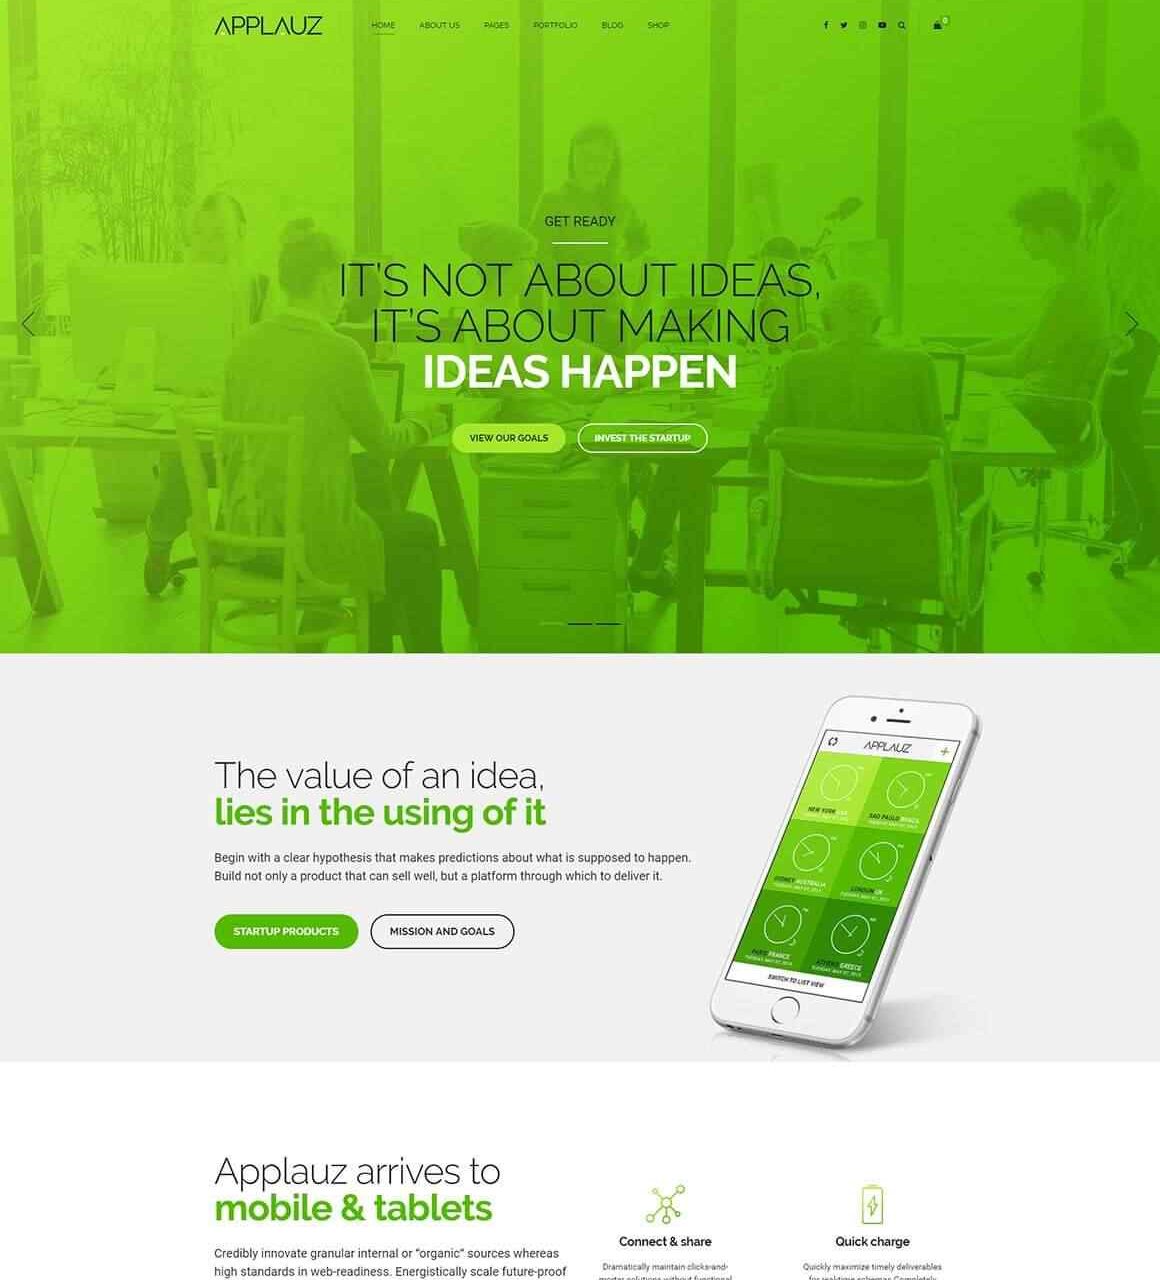 APPLAUZ
HOME ABOUT US PAGES PORTFOLIO BLOG SHOP
0
GET READY
IT'S NOT ABOUT IDEAS,
IT'S ABOUT MAKING
IDEAS HAPPEN
VIEW OUR GOALS INVEST THE STARTUP
The value of an idea,
lies in the using of it
Begin with a clear hypothesis that makes predictions about what is supposed to happen.
Build not only a product that can sell well, but a platform through which to deliver it.
STARTUP PRODUCTS MISSION AND GOALS
APPLAUZ
NEW YORK USA
SAO PAULO BRAZIL
SIDNEY AUSTRALIA
LONDON UK
PARIS FRANCE
ATHENS GREECE
SWITCH TO LIST VIEW
Applauz arrives to
mobile & tablets
Credibly innovate granular internal or “organic” sources whereas
high standards in web-readiness. Energistically scale future-proof
Connect & share
Dramatically maintain clicks-and-
mortar solutions without functional
Quick charge
Quickly maximize timely deliverables
for real-time schemas Completely